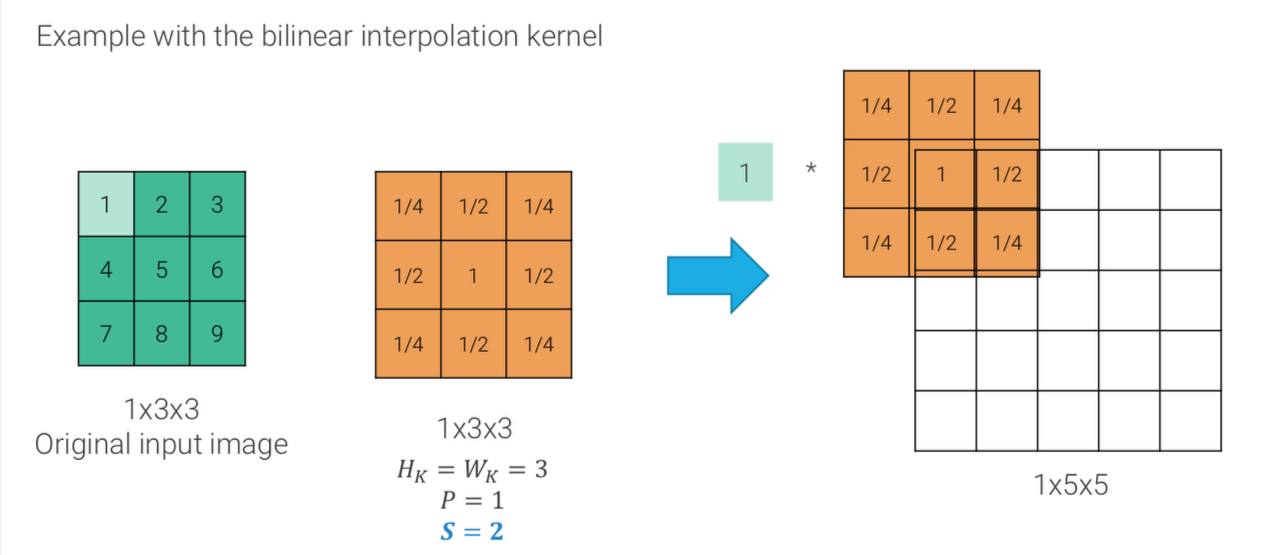 Example with the bilinear interpolation kernel
1 2 3
4 5 6
7 8 9
1x3x3
Original input image
1/4 1/2 1/4
1/2 1 1/2
1/4 1/2 1/4
1x3x3
H_K = W_K = 3
P = 1
S = 2
1 *
1/4 1/2 1/4
1/2 1 1/2
1/4 1/2 1/4
1x5x5